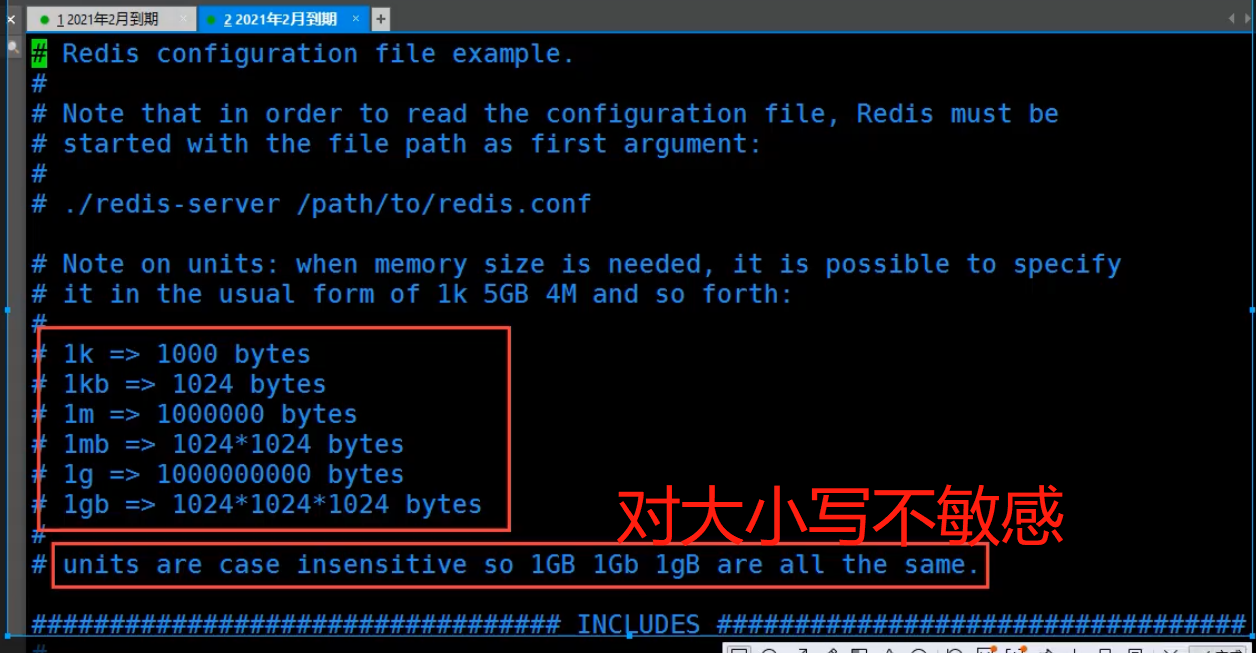 1 2021年2月到期
2 2021年2月到期
# Redis configuration file example.
#
# Note that in order to read the configuration file, Redis must be
# started with the file path as first argument:
#
# ./redis-server /path/to/redis.conf
# Note on units: when memory size is needed, it is possible to specify
# it in the usual form of 1k 5GB 4M and so forth:
#
# 1k => 1000 bytes
# 1kb => 1024 bytes
# 1m => 1000000 bytes
# 1mb => 1024*1024 bytes
# 1g => 1000000000 bytes
# 1gb => 1024*1024*1024 bytes
对大小写不敏感
#
# units are case insensitive so 1GB 1Gb 1gB are all the same.
################################## INCLUDES ##################################
#